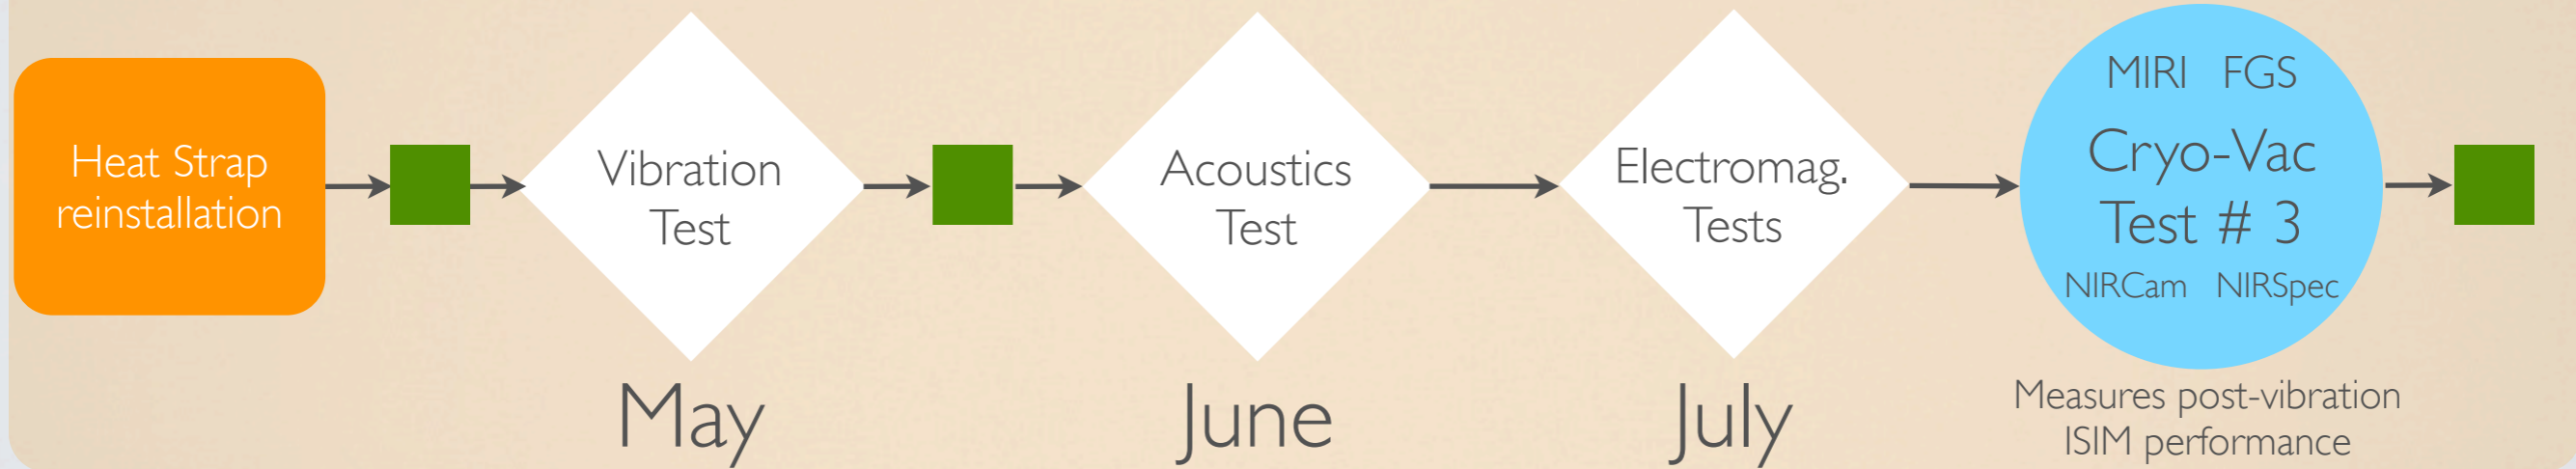 Heat Strap
reinstallation
Vibration
Test
May
Acoustics
Test
June
Electromag.
Tests
July
MIRI FGS
Cryo-Vac
Test # 3
NIRCam NIRSpec
Measures post-vibration
ISIM performance